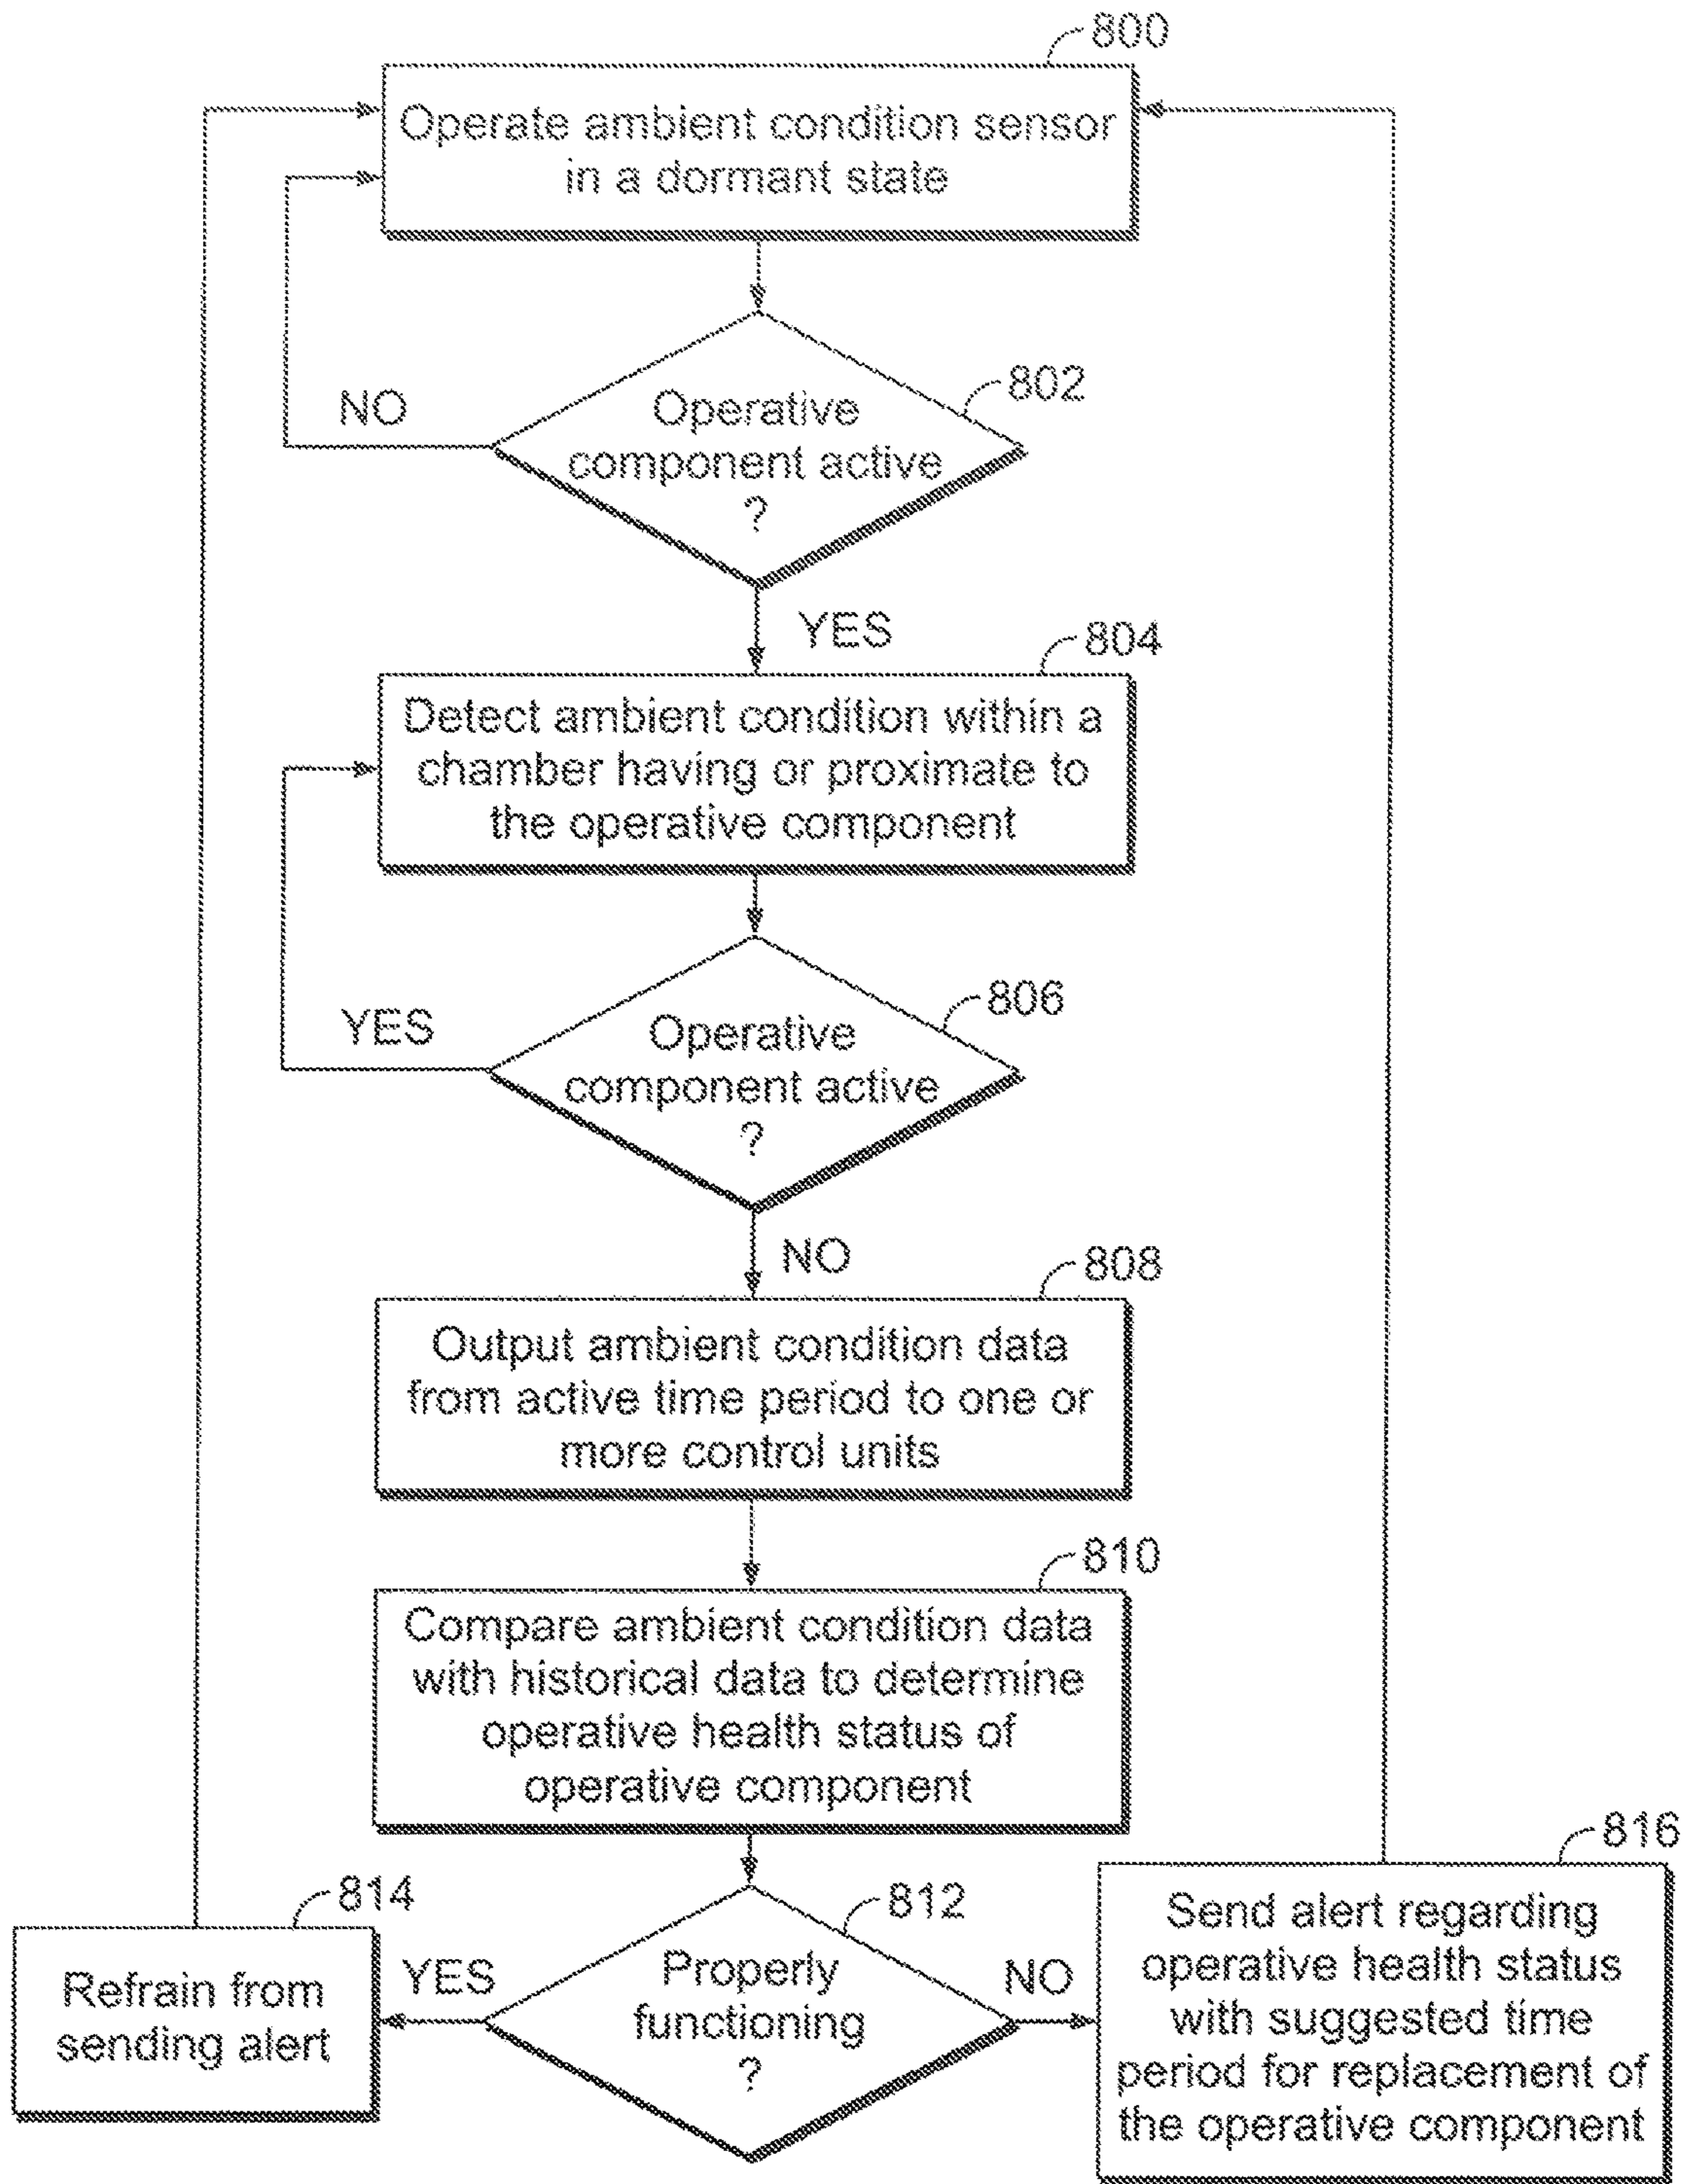 800
Operate ambient condition sensor
in a dormant state
802
NO
Operative
component active
?
YES
804
Detect ambient condition within a
chamber having or proximate to
the operative component
806
YES
Operative
component active
?
NO
808
Output ambient condition data
from active time period to one or
more control units
810
Compare ambient condition data
with historical data to determine
operative health status of
operative component
814
Refrain from
sending alert
YES
812
Properly
functioning
?
NO
816
Send alert regarding
operative health status
with suggested time
period for replacement of
the operative component